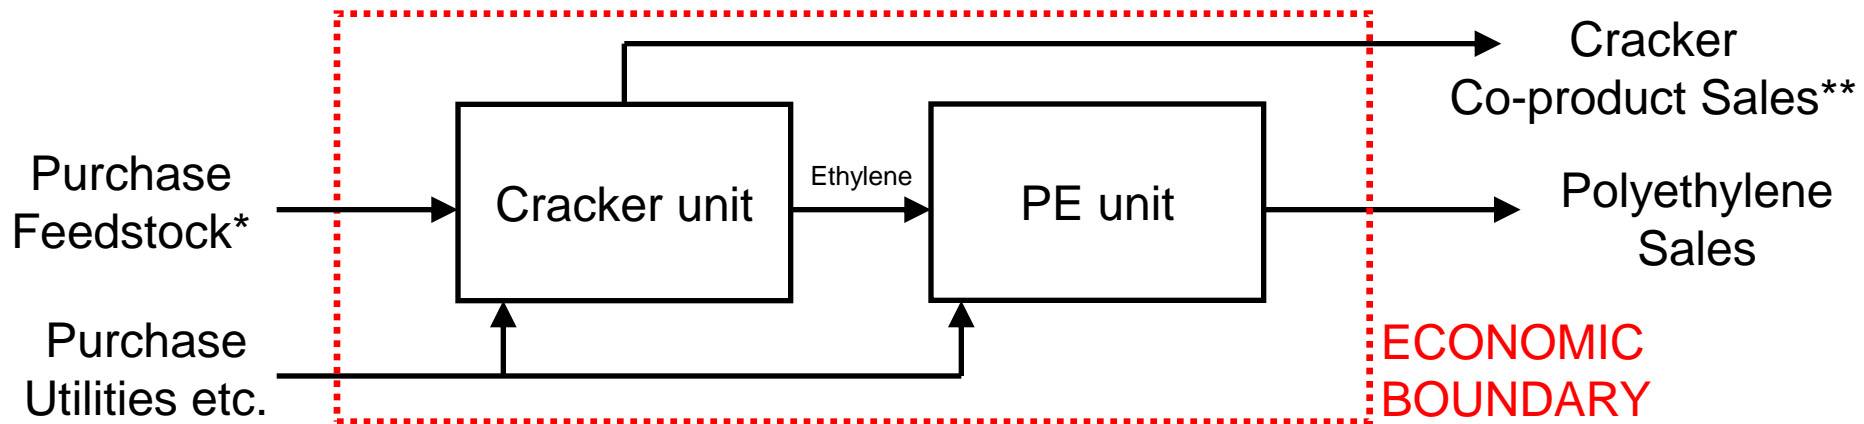 Cracker
Co-product Sales**
Purchase
Feedstock*
Cracker unit
Ethylene
PE unit
Polyethylene
Sales
Purchase
Utilities etc.
ECONOMIC
BOUNDARY